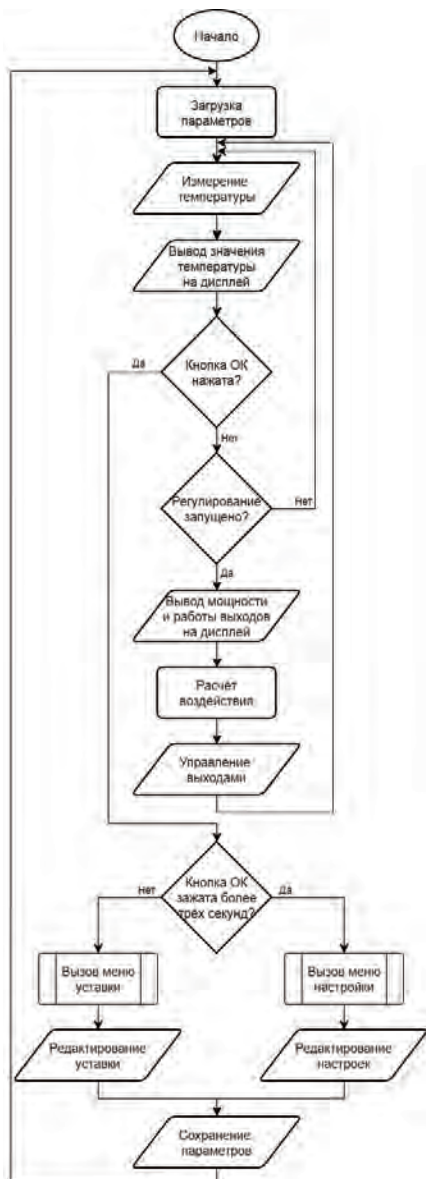 Начало
Загрузка
параметров
Измерение
температуры
Вывод значения
температуры
на дисплей
Да
Кнопка ОК
нажата?
Нет
Регулирование
запущено?
Нет
Да
Вывод мощности
и работы выходов
на дисплей
Расчёт
воздействия
Управление
выходами
Нет
Кнопка ОК
зажата более
трёх секунд?
Да
Вызов меню
уставки
Вызов меню
настройки
Редактирование
уставки
Редактирование
настроек
Сохранение
параметров